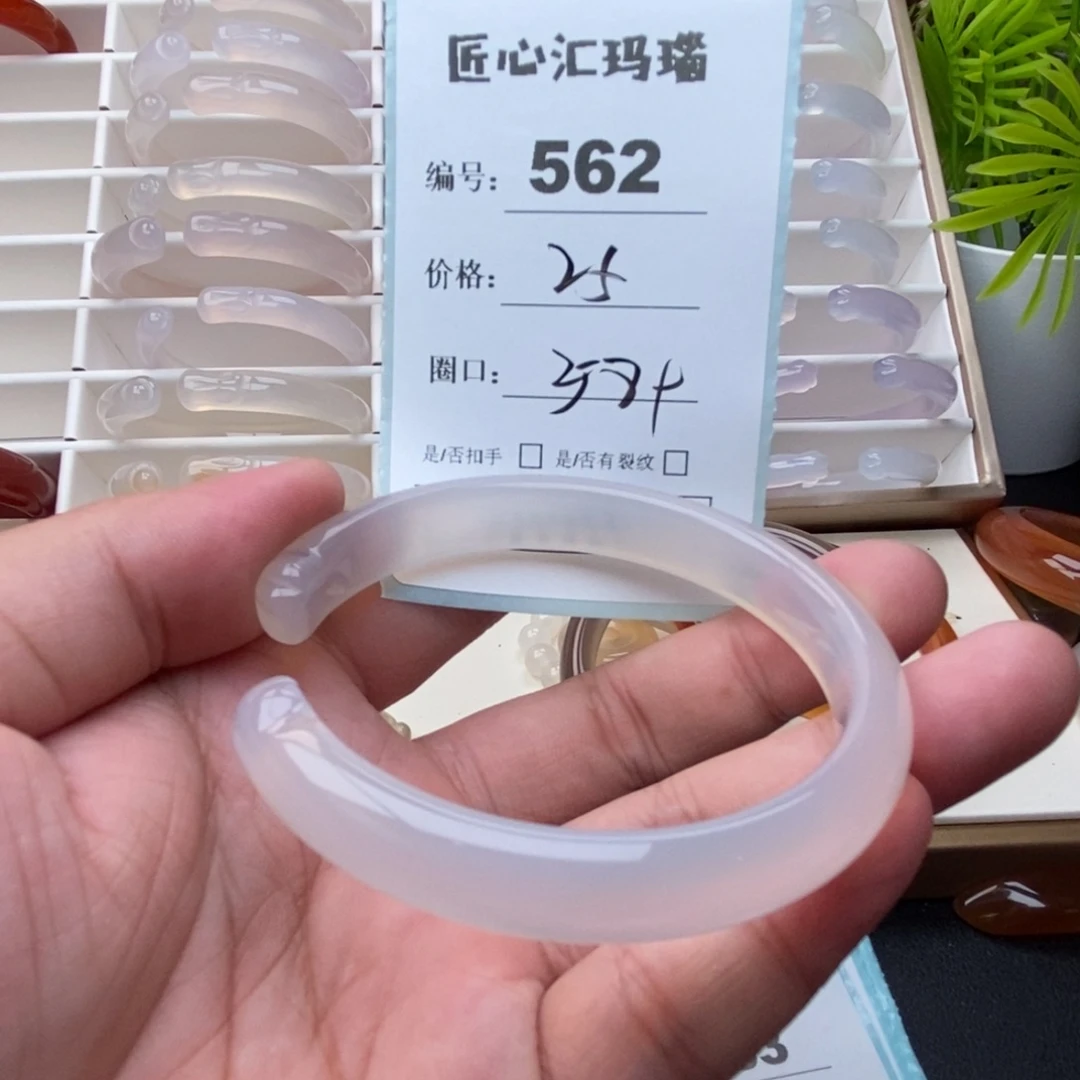 匠心汇玛瑙
编号: 562
价格: 25
圈口:
是/否扣手 □ 是/否有裂纹 □